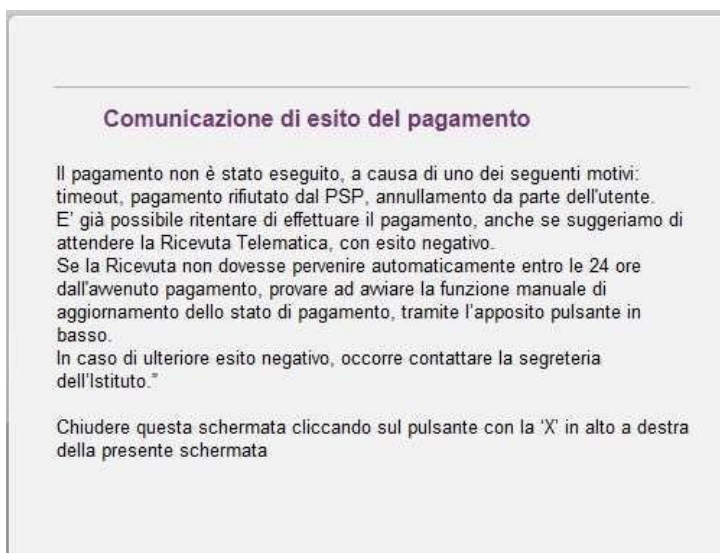 Comunicazione di esito del pagamento
Il pagamento non è stato eseguito, a causa di uno dei seguenti motivi:
timeout, pagamento rifiutato dal PSP, annullamento da parte dell'utente.
E' già possibile ritentare di effettuare il pagamento, anche se suggeriamo di
attendere la Ricevuta Telematica, con esito negativo.
Se la Ricevuta non dovesse pervenire automaticamente entro le 24 ore
dall'avvenuto pagamento, provare ad avviare la funzione manuale di
aggiornamento dello stato di pagamento, tramite l'apposito pulsante in
basso.
In caso di ulteriore esito negativo, occorre contattare la segreteria
dell'Istituto."
Chiudere questa schermata cliccando sul pulsante con la 'X' in alto a destra
della presente schermata